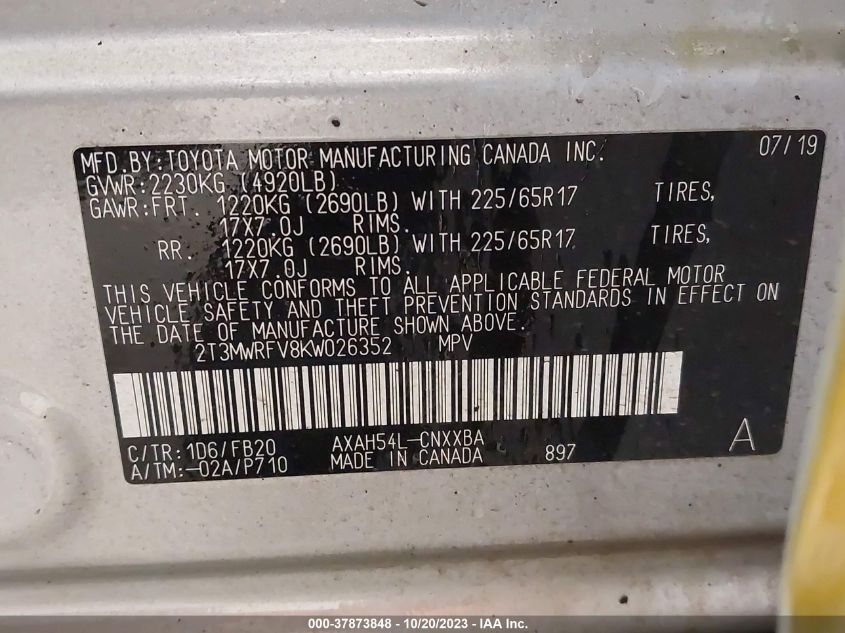 MFD.BY:TOYOTA MOTOR MANUFACTURING CANADA INC. 07/19
GVWR:2230KG (4920LB)
GAWR:FRT. 1220KG (2690LB) WITH 225/65R17 TIRES,
17X7.0J RIMS.
RR. 1220KG (2690LB) WITH 225/65R17 TIRES,
17X7.0J RIMS.
THIS VEHICLE CONFORMS TO ALL APPLICABLE FEDERAL MOTOR
VEHICLE SAFETY AND THEFT PREVENTION STANDARDS IN EFFECT ON
THE DATE OF MANUFACTURE SHOWN ABOVE.
2T3MWRFV8KW026352 MPV
C/TR:1D6/FB20 AXAH54L-CNXXBA A
A/TM:-02A/P710 MADE IN CANADA 897
000-37873848 - 10/20/2023 - IAA Inc.